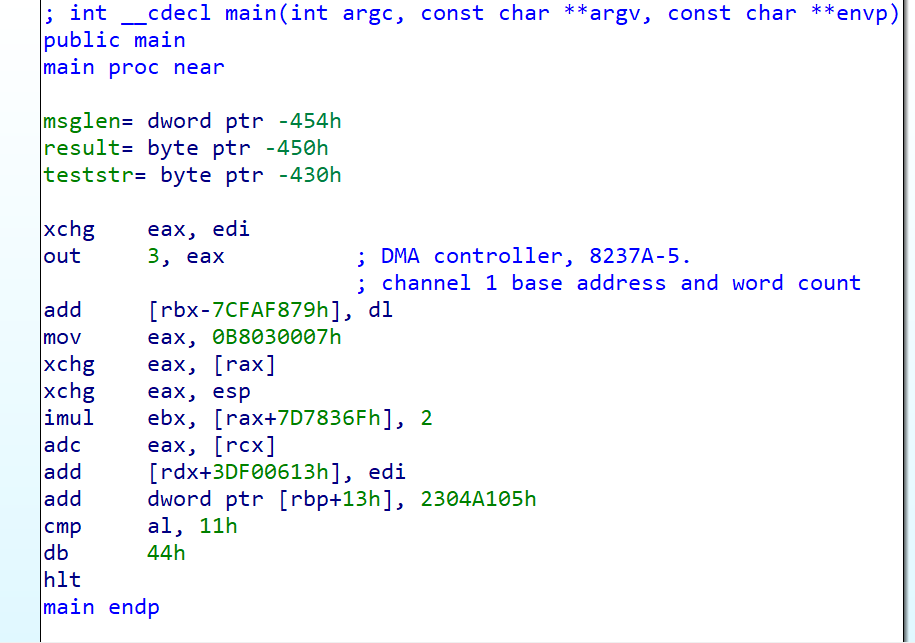 ; int __cdecl main(int argc, const char **argv, const char **envp)
public main
main proc near
msglen= dword ptr -454h
result= byte ptr -450h
teststr= byte ptr -430h
xchg eax, edi
out 3, eax ; DMA controller, 8237A-5.
; channel 1 base address and word count
add [rbx-7CFAF879h], dl
mov eax, 0B8030007h
xchg eax, [rax]
xchg eax, esp
imul ebx, [rax+7D7836Fh], 2
adc eax, [rcx]
add [rdx+3DF00613h], edi
add dword ptr [rbp+13h], 2304A105h
cmp al, 11h
db 44h
hlt
main endp